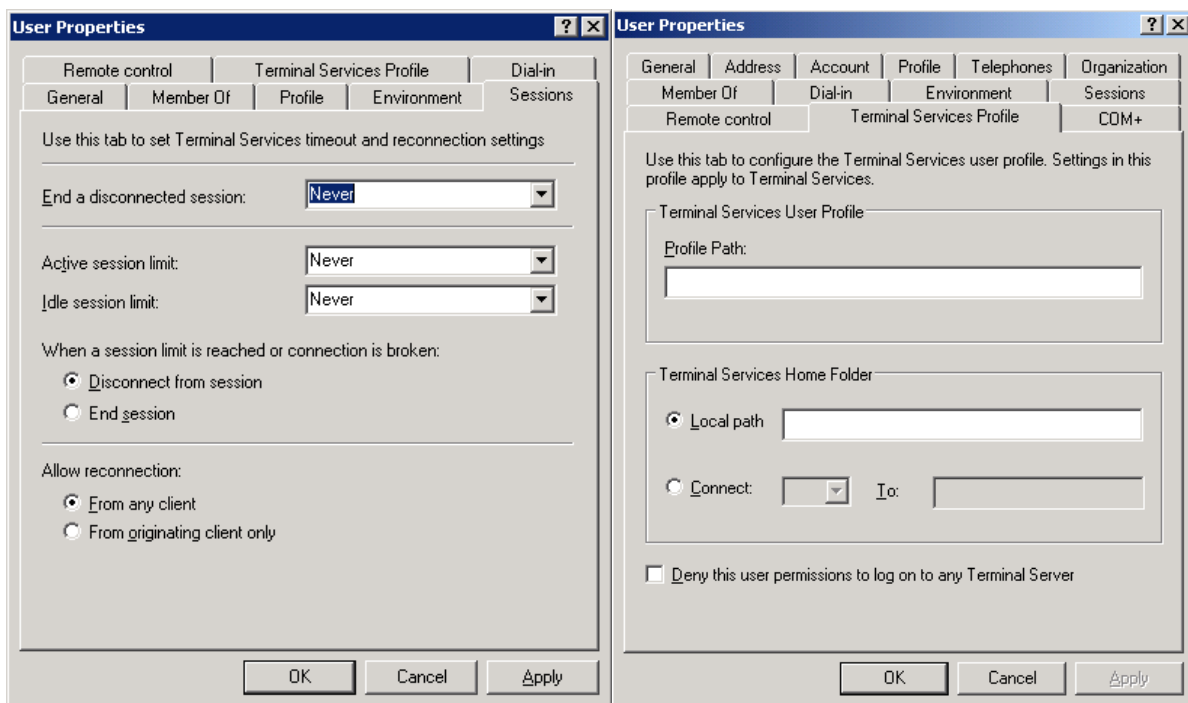 User Properties
Remote control Terminal Services Profile Dial-in
General Member Of Profile Environment Sessions
Use this tab to set Terminal Services timeout and reconnection settings
End a disconnected session: Never
Active session limit: Never
Idle session limit: Never
When a session limit is reached or connection is broken:
Disconnect from session
End session
Allow reconnection:
From any client
From originating client only
OK Cancel Apply
User Properties
General Address Account Profile Telephones Organization
Member Of Dial-in Environment Sessions
Remote control Terminal Services Profile COM+
Use this tab to configure the Terminal Services user profile. Settings in this
profile apply to Terminal Services.
Terminal Services User Profile
Profile Path:
Terminal Services Home Folder
Local path
Connect: To:
Deny this user permissions to log on to any Terminal Server
OK Cancel Apply